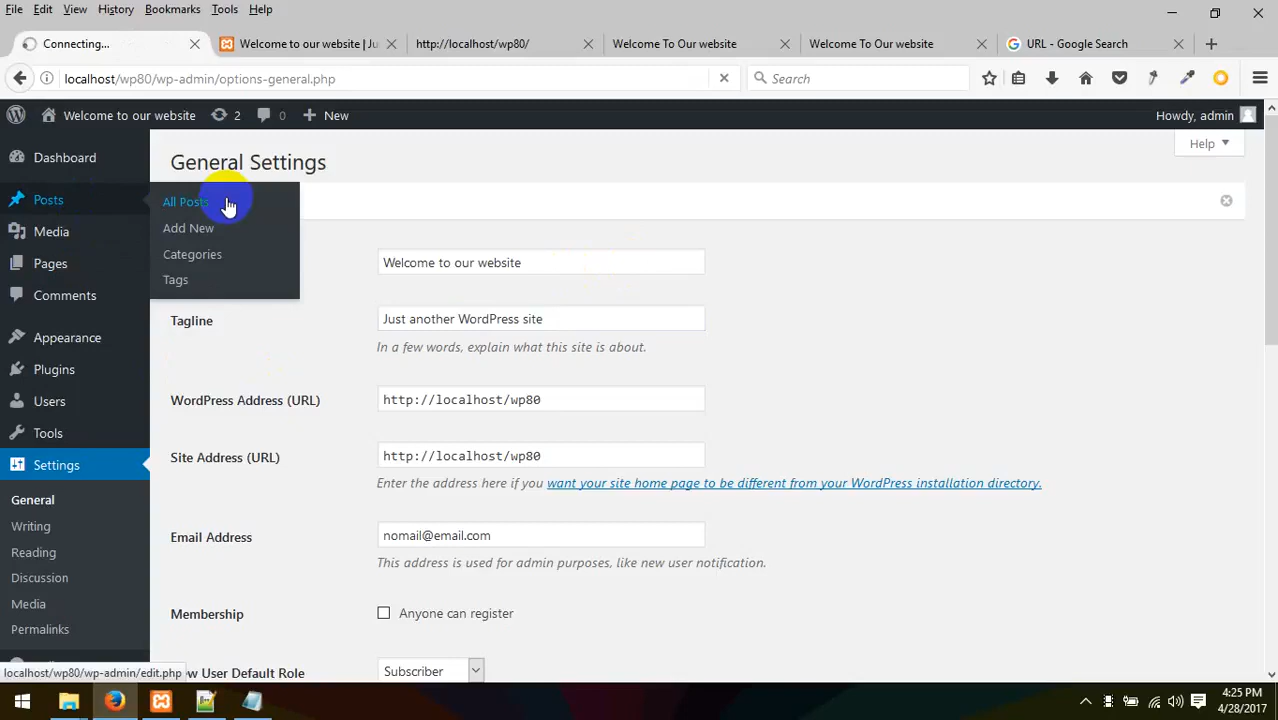 File Edit View History Bookmarks Tools Help
Connecting...
Welcome to our website | Ju
http://localhost/wp80/
Welcome To Our website
Welcome To Our website
URL - Google Search
localhost/wp80/wp-admin/options-general.php
Search
Welcome to our website 2 0 New
Howdy, admin
Help
Dashboard
Posts
Media
Pages
Comments
Appearance
Plugins
Users
Tools
Settings
General
Writing
Reading
Discussion
Media
Permalinks
All Posts
Add New
Categories
Tags
General Settings
Welcome to our website
Tagline
Just another WordPress site
In a few words, explain what this site is about.
WordPress Address (URL)
http://localhost/wp80
Site Address (URL)
http://localhost/wp80
Enter the address here if you want your site home page to be different from your WordPress installation directory.
Email Address
nomail@email.com
This address is used for admin purposes, like new user notification.
Membership
Anyone can register
User Default Role
Subscriber
localhost/wp80/wp-admin/edit.php
4:25 PM
4/28/2017